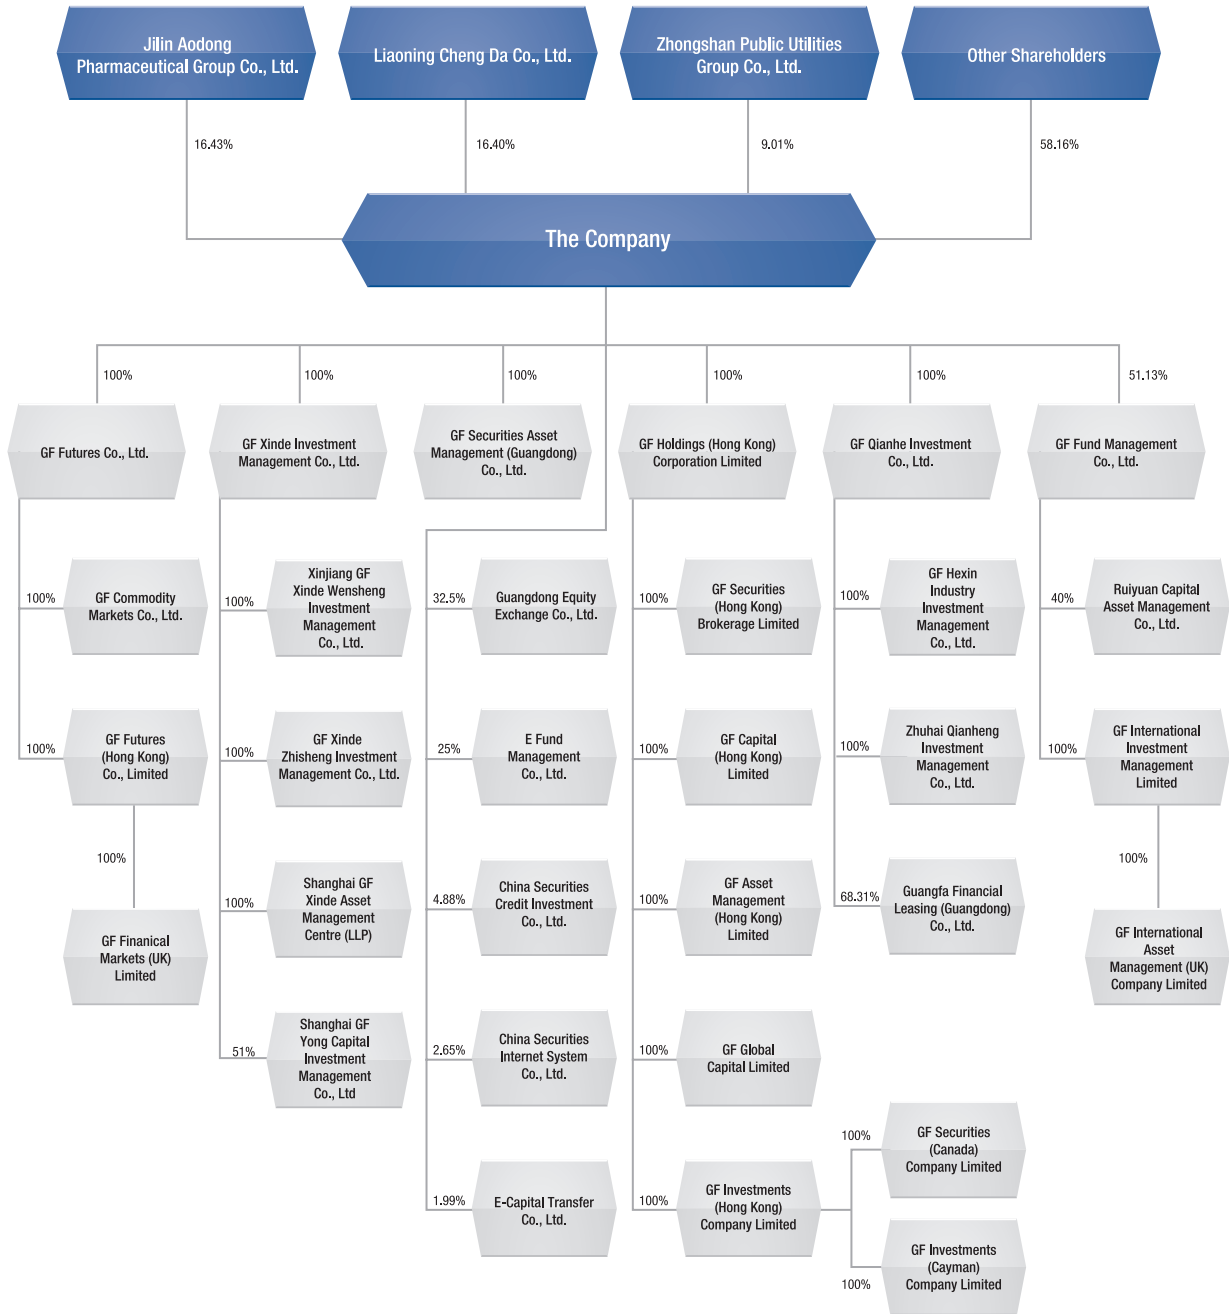 Jilin Aodong
Pharmaceutical Group Co., Ltd.
Liaoning Cheng Da Co., Ltd.
Zhongshan Public Utilities
Group Co., Ltd.
Other Shareholders
16.43%
16.40%
9.01%
58.16%
The Company
100%
100%
100%
100%
100%
51.13%
GF Futures Co., Ltd.
GF Xinde Investment
Management Co., Ltd.
GF Securities Asset
Management (Guangdong)
Co., Ltd.
GF Holdings (Hong Kong)
Corporation Limited
GF Qianhe Investment
Co., Ltd.
GF Fund Management
Co., Ltd.
100%
GF Commodity
Markets Co., Ltd.
100%
Xinjiang GF
Xinde Wensheng
Investment
Management
Co., Ltd.
32.5%
Guangdong Equity
Exchange Co., Ltd.
100%
GF Securities
(Hong Kong)
Brokerage Limited
100%
GF Hexin
Industry
Investment
Management
Co., Ltd.
40%
Ruiyuan Capital
Asset Management
Co., Ltd.
100%
GF Futures
(Hong Kong)
Co., Limited
100%
GF Xinde
Zhisheng Investment
Management Co., Ltd.
25%
E Fund
Management
Co., Ltd.
100%
GF Capital
(Hong Kong)
Limited
100%
Zhuhai Qianheng
Investment
Management
Co., Ltd.
100%
GF International
Investment
Management
Limited
100%
GF Finanical
Markets (UK)
Limited
100%
Shanghai GF
Xinde Asset
Management
Centre (LLP)
4.88%
China Securities
Credit Investment
Co., Ltd.
100%
GF Asset
Management
(Hong Kong)
Limited
68.31%
Guangfa Financial
Leasing (Guangdong)
Co., Ltd.
100%
GF International
Asset
Management (UK)
Company Limited
51%
Shanghai GF
Yong Capital
Investment
Management
Co., Ltd
2.65%
China Securities
Internet System
Co., Ltd.
100%
GF Global
Capital Limited
1.99%
E-Capital Transfer
Co., Ltd.
100%
GF Investments
(Hong Kong)
Company Limited
100%
GF Securities
(Canada)
Company Limited
100%
GF Investments
(Cayman)
Company Limited